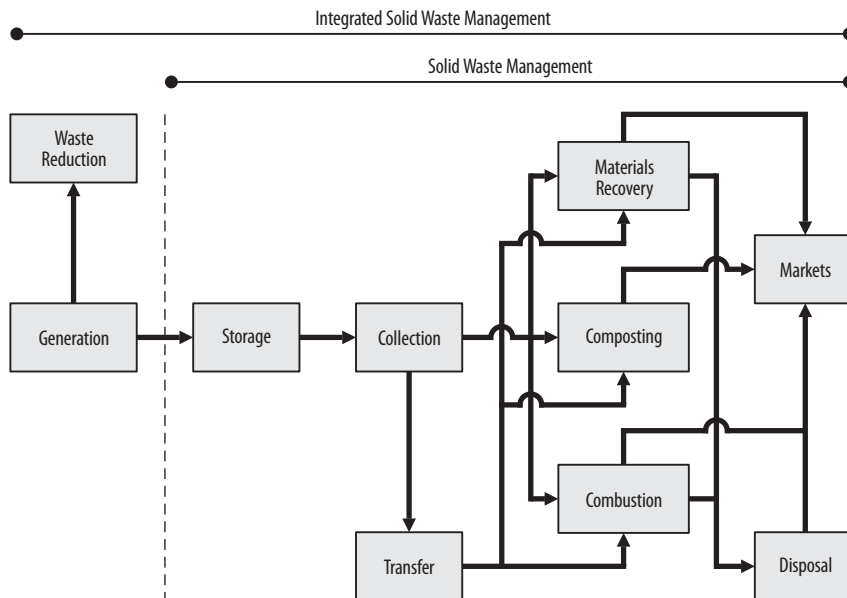 Integrated Solid Waste Management
Solid Waste Management
Waste
Reduction
Materials
Recovery
Markets
Generation
Storage
Collection
Composting
Combustion
Transfer
Disposal